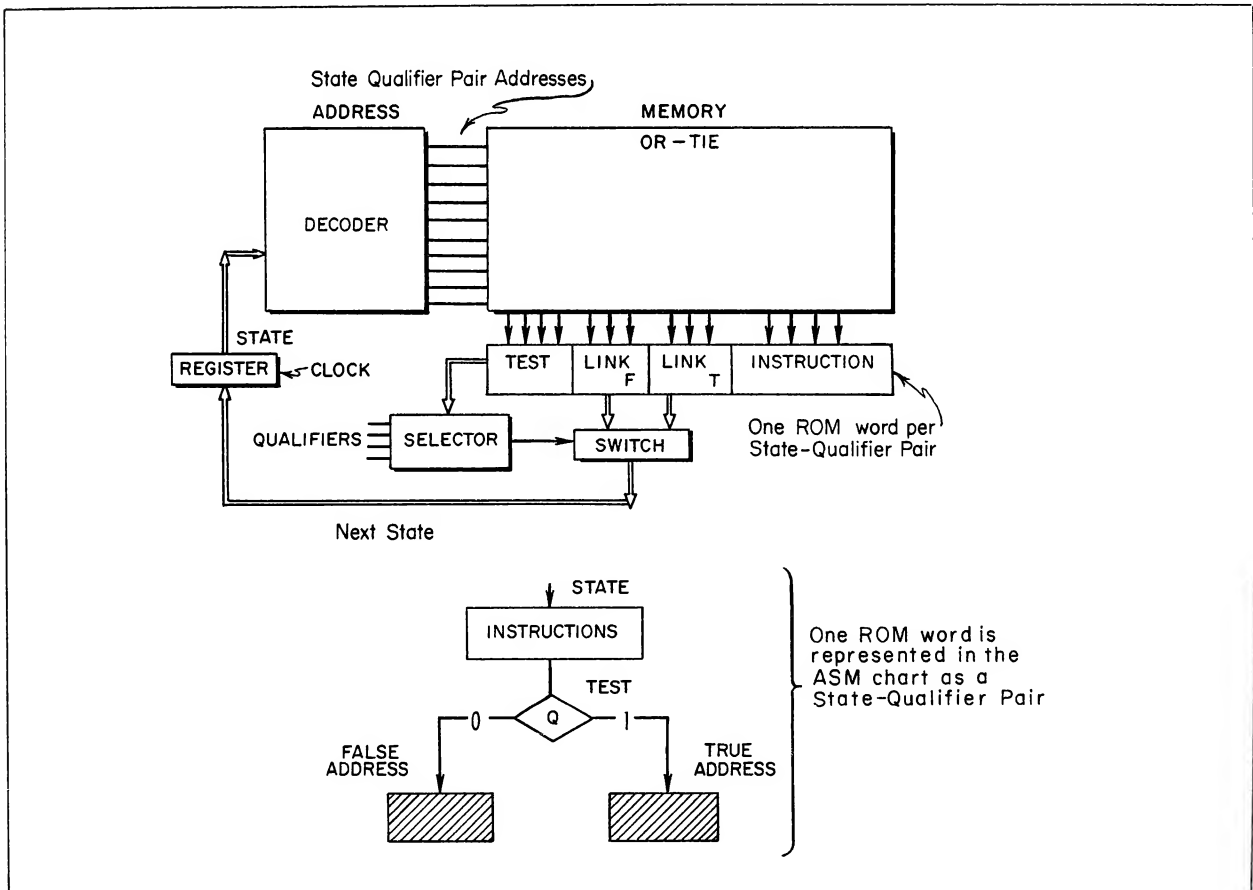 State Qualifier Pair Addresses
ADDRESS
MEMORY
OR-TIE
DECODER
STATE
REGISTER
CLOCK
TEST
LINK
F
LINK
T
INSTRUCTION
QUALIFIERS
SELECTOR
SWITCH
One ROM word per
State-Qualifier Pair
Next State
STATE
INSTRUCTIONS
TEST
Q
0
1
FALSE
ADDRESS
TRUE
ADDRESS
One ROM word is
represented in the
ASM chart as a
State-Qualifier Pair